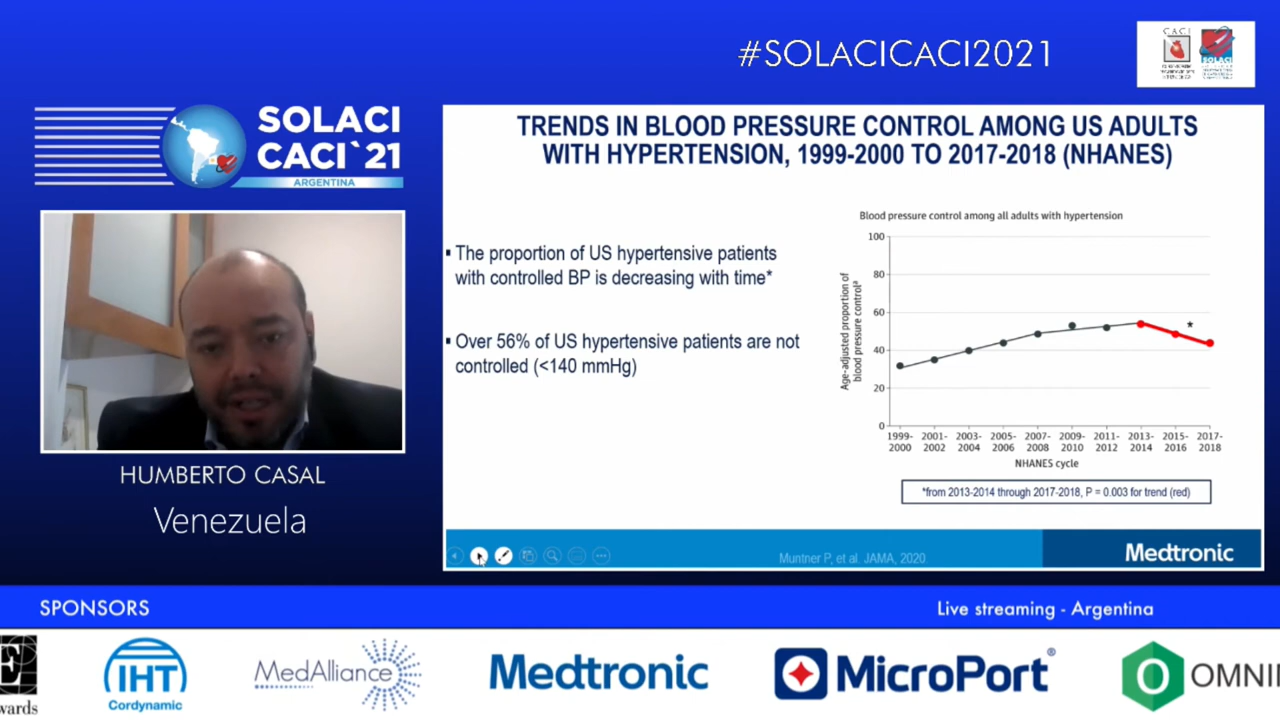 #SOLACICACI2021
CACI
SOLACI
SOLACI
CACI`21
ARGENTINA
HUMBERTO CASAL
Venezuela
TRENDS IN BLOOD PRESSURE CONTROL AMONG US ADULTS
WITH HYPERTENSION, 1999-2000 TO 2017-2018 (NHANES)
▪ The proportion of US hypertensive patients
with controlled BP is decreasing with time*
▪ Over 56% of US hypertensive patients are not
controlled (<140 mmHg)
Blood pressure control among all adults with hypertension
Age-adjusted proportion of
blood pressure controlª
100
80
60
40
20
0
*
1999- 2001- 2003- 2005- 2007- 2009- 2011- 2013- 2015- 2017-
2000 2002 2004 2006 2008 2010 2012 2014 2016 2018
NHANES cycle
*from 2013-2014 through 2017-2018, P = 0.003 for trend (red)
Muntner P, et al. JAMA, 2020
Medtronic
SPONSORS
Live streaming - Argentina
E
wards
IHT
Cordynamic
MedAlliance
Medtronic
MicroPort®
OMNI